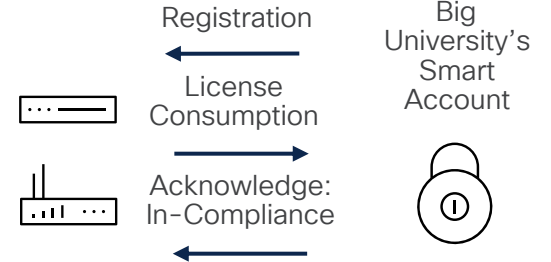 Registration
License
Consumption
Acknowledge:
In-Compliance
Big
University's
Smart
Account